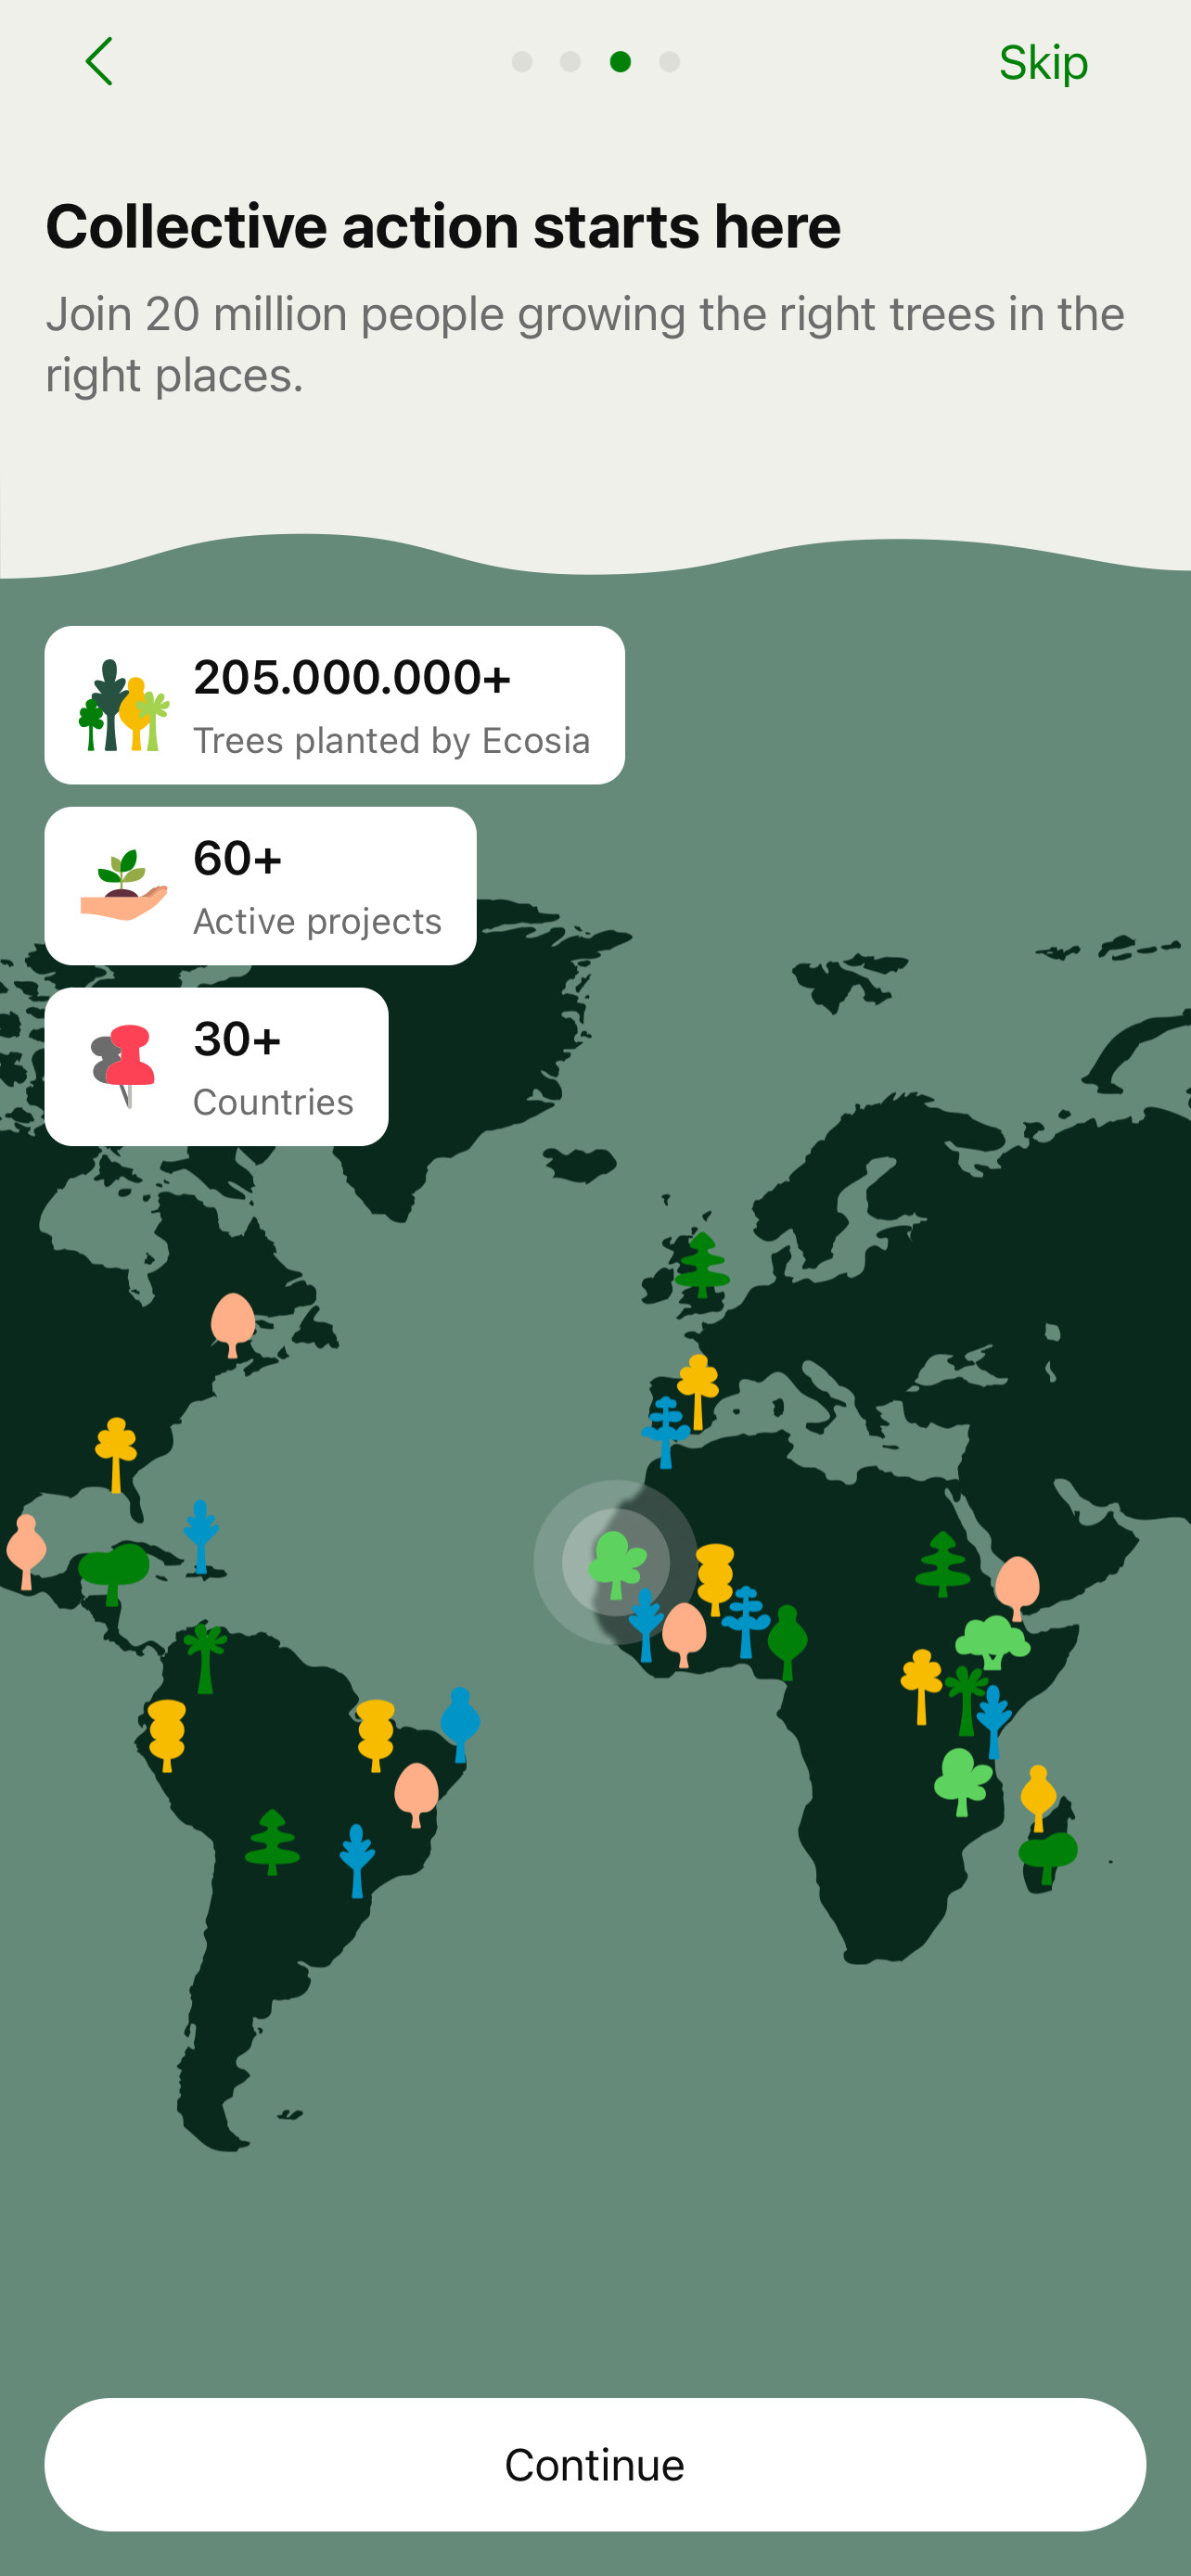 Skip
Collective action starts here
Join 20 million people growing the right trees in the
right places.
205.000.000+
Trees planted by Ecosia
60+
Active projects
30+
Countries
Continue